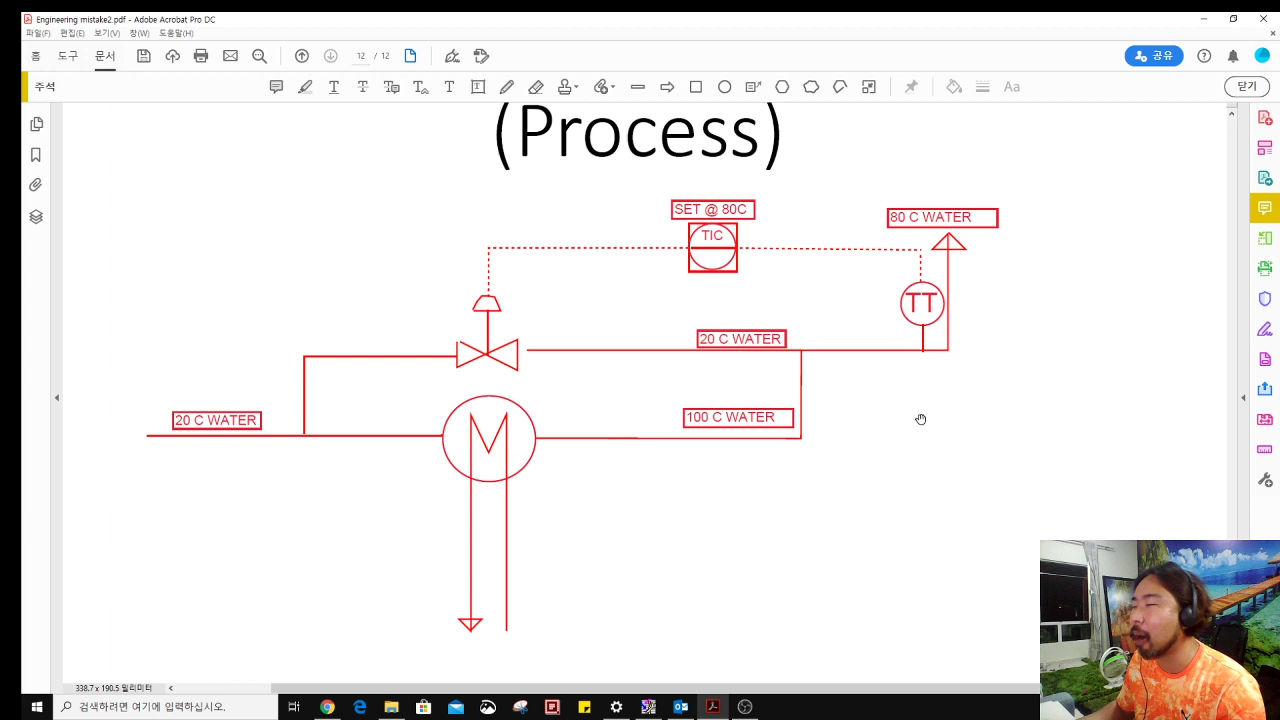 Engineering mistake2.pdf - Adobe Acrobat Pro DC
파일(F) 편집(E) 보기(V) 창(W) 도움말(H)
홈 도구 문서 12 / 12 공유
주석 Aa 닫기
(Process)
SET @ 80C
80 C WATER
TIC
TT
20 C WATER
100 C WATER
20 C WATER
338.7 x 190.5 밀리미터
검색하려면 여기에 입력하십시오.